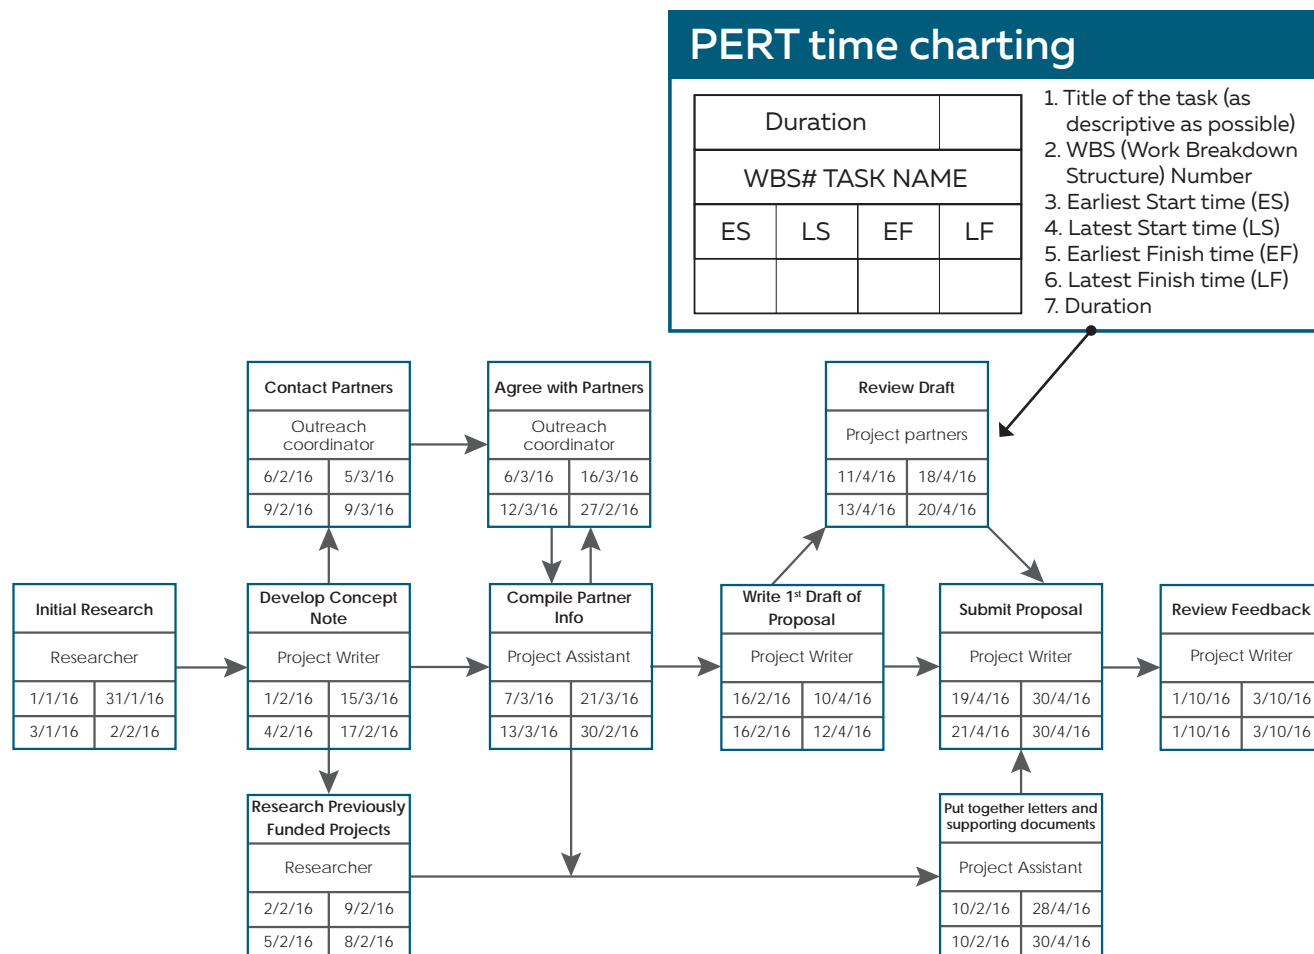 PERT time charting
Duration
WBS# TASK NAME
ES LS EF LF
1. Title of the task (as
descriptive as possible)
2. WBS (Work Breakdown
Structure) Number
3. Earliest Start time (ES)
4. Latest Start time (LS)
5. Earliest Finish time (EF)
6. Latest Finish time (LF)
7. Duration
Contact Partners
Outreach
coordinator
6/2/16 5/3/16
9/2/16 9/3/16
Agree with Partners
Outreach
coordinator
6/3/16 16/3/16
12/3/16 27/2/16
Review Draft
Project partners
11/4/16 18/4/16
13/4/16 20/4/16
Initial Research
Researcher
1/1/16 31/1/16
3/1/16 2/2/16
Develop Concept
Note
Project Writer
1/2/16 15/3/16
4/2/16 17/2/16
Compile Partner
Info
Project Assistant
7/3/16 21/3/16
13/3/16 30/2/16
Write 1st Draft of
Proposal
Project Writer
16/2/16 10/4/16
16/2/16 12/4/16
Submit Proposal
Project Writer
19/4/16 30/4/16
21/4/16 30/4/16
Review Feedback
Project Writer
1/10/16 3/10/16
1/10/16 3/10/16
Research Previously
Funded Projects
Researcher
2/2/16 9/2/16
5/2/16 8/2/16
Put together letters and
supporting documents
Project Assistant
10/2/16 28/4/16
10/2/16 30/4/16